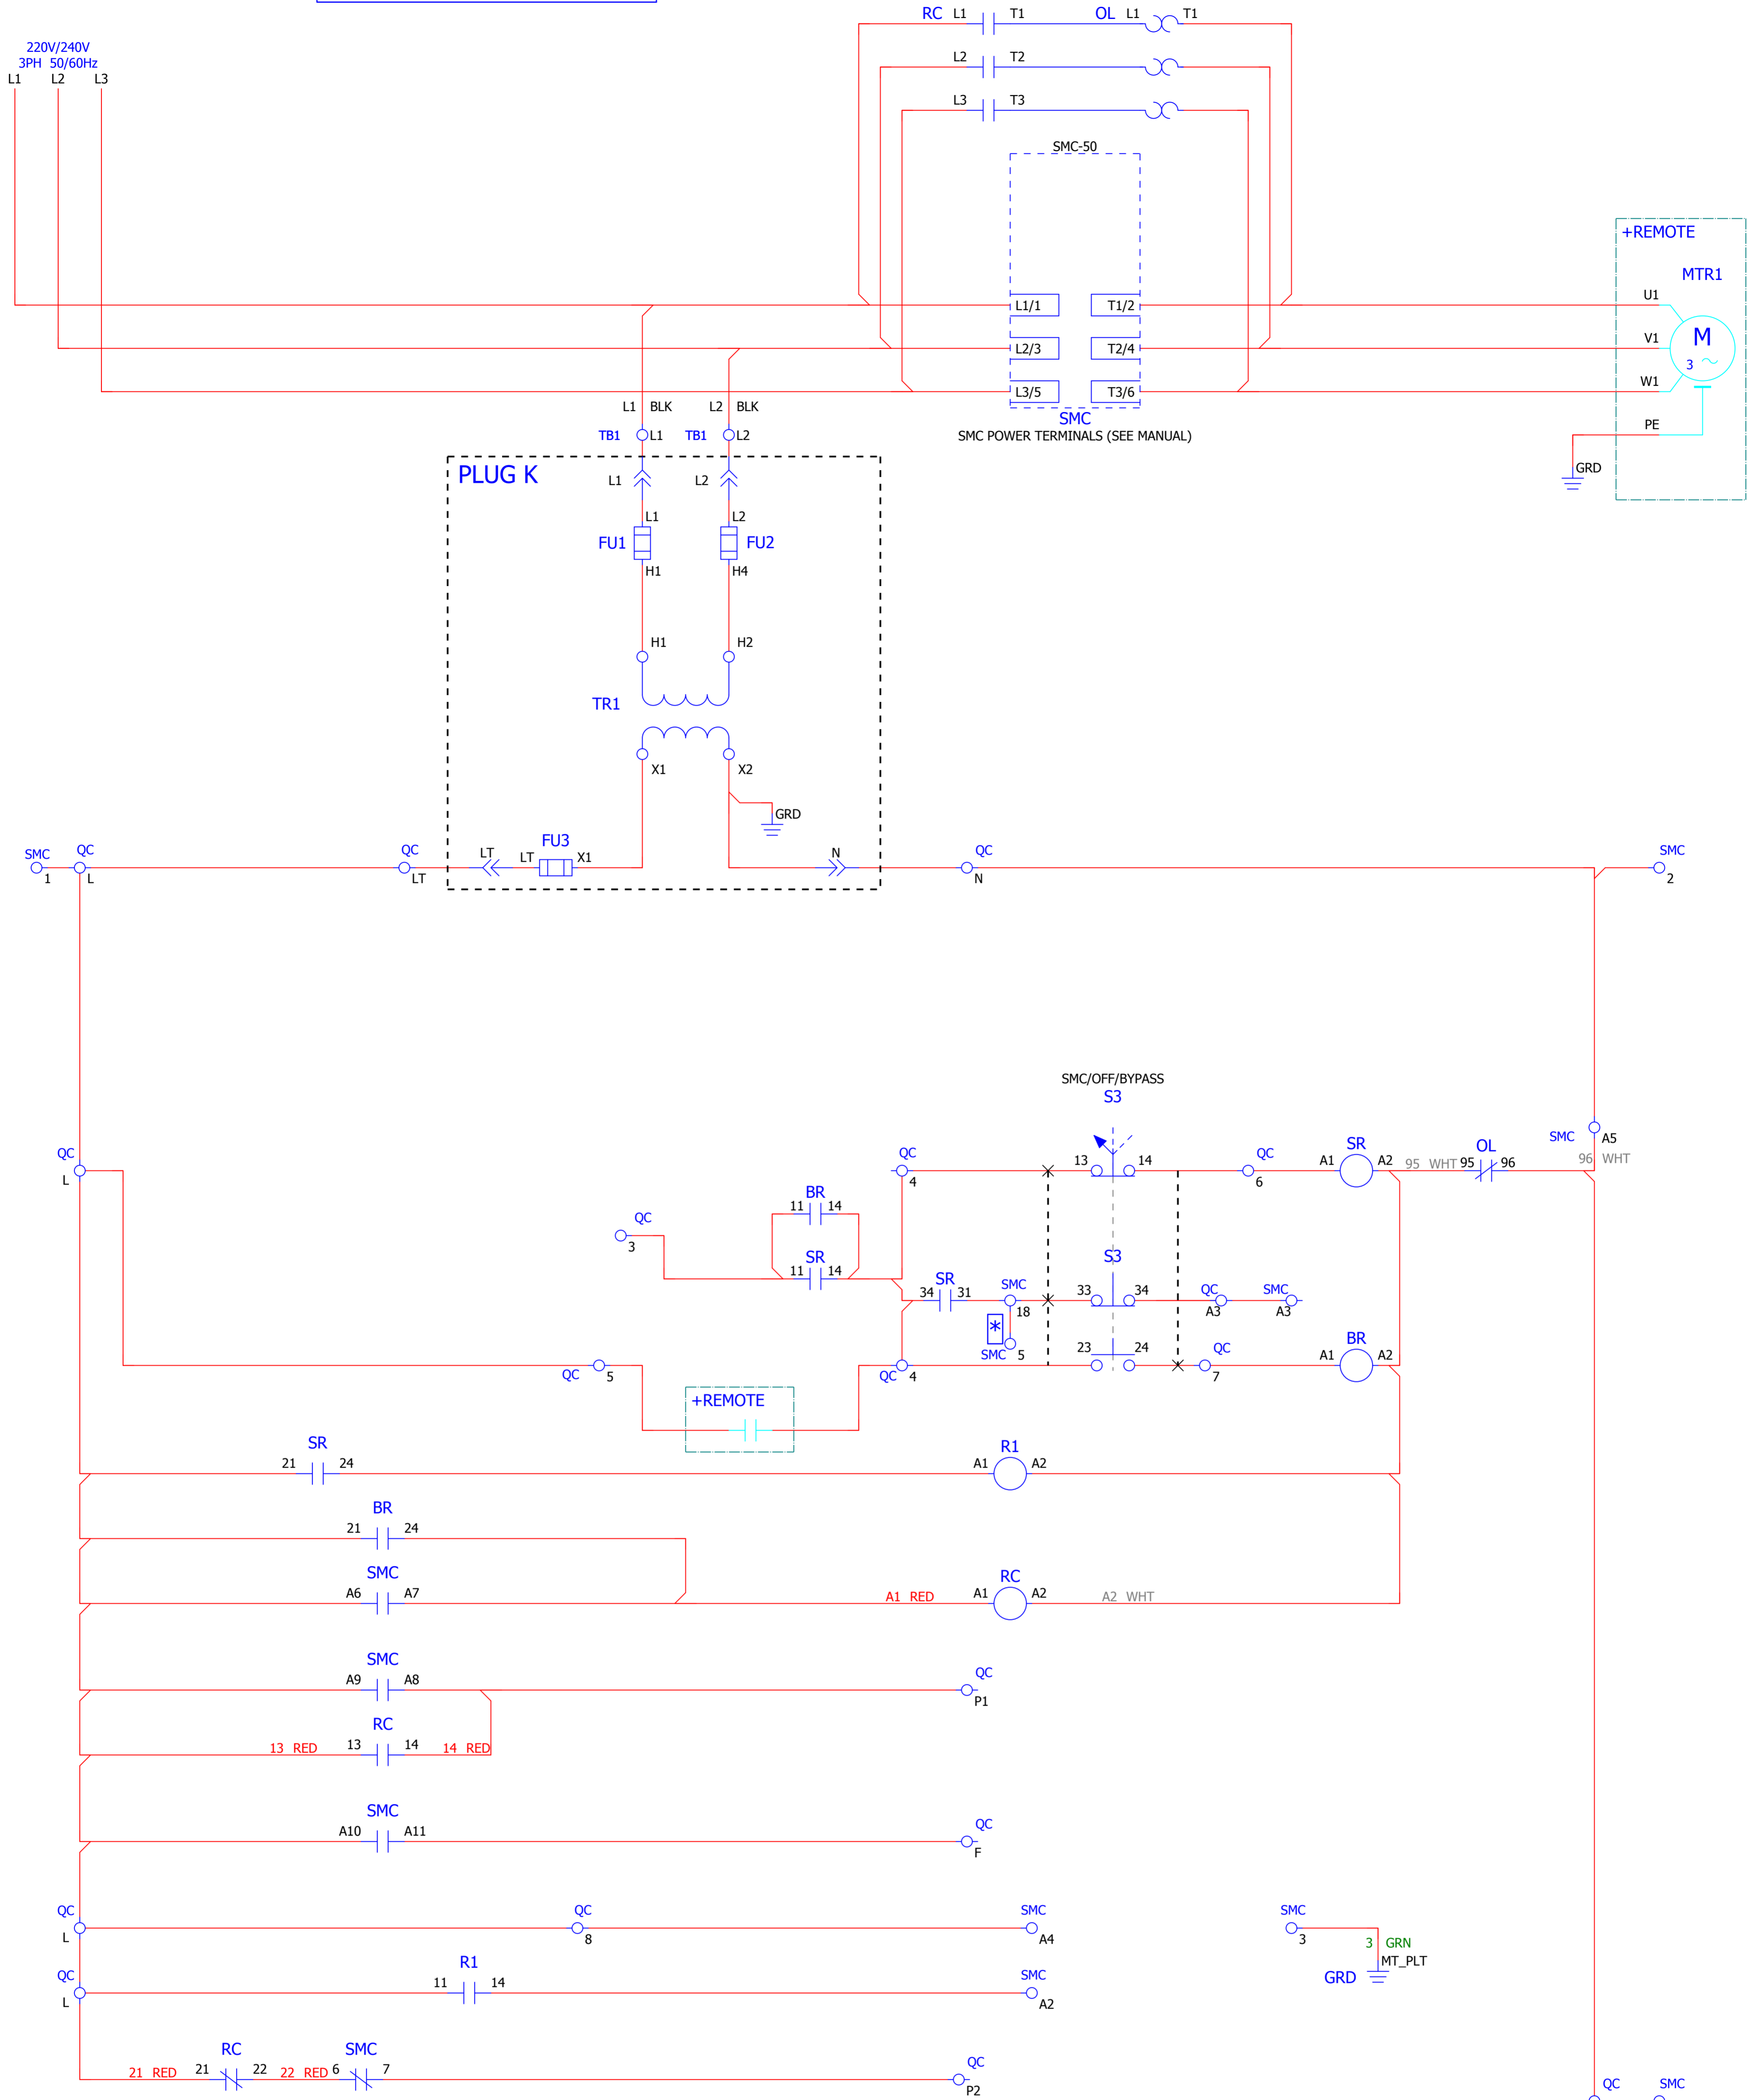 RC L1 T1 OL L1 T1
220V/240V
3PH 50/60Hz
L1 L2 L3
L2 T2
L3 T3
SMC-50
+REMOTE
MTR1
L1/1 T1/2 U1
L2/3 T2/4 V1 M
3
L3/5 T3/6 W1
L1 BLK L2 BLK
SMC
SMC POWER TERMINALS (SEE MANUAL)
PE
TB1 L1 TB1 L2
GRD
PLUG K
L1 L2
L1 L2
FU1 FU2
H1 H4
H1 H2
TR1
X1 X2
GRD
SMC QC QC FU3 QC SMC
LT LT X1 N
1 L LT N 2
SMC/OFF/BYPASS
S3
SMC A5
QC QC 13 14 QC SR OL
A1 A2 95 WHT 95 96 96 WHT
L 4 6
BR
11 14
QC
3
SR
11 14
S3
SR SMC QC SMC
34 31 33 34
18 A3 A3
*
SMC 5 23 24 QC BR
A1 A2
QC 5 QC 4 7
+REMOTE
SR R1
21 24 A1 A2
BR
21 24
SMC RC
A6 A7 A1 RED A1 A2 A2 WHT
SMC QC
A9 A8 P1
RC
13 RED 13 14 14 RED
SMC QC
A10 A11 F
QC QC SMC SMC
L 8 A4 3
3 GRN
MT_PLT
GRD
QC R1 SMC
11 14
L A2
RC SMC QC
21 RED 21 22 22 RED 6 7
P2
QC SMC